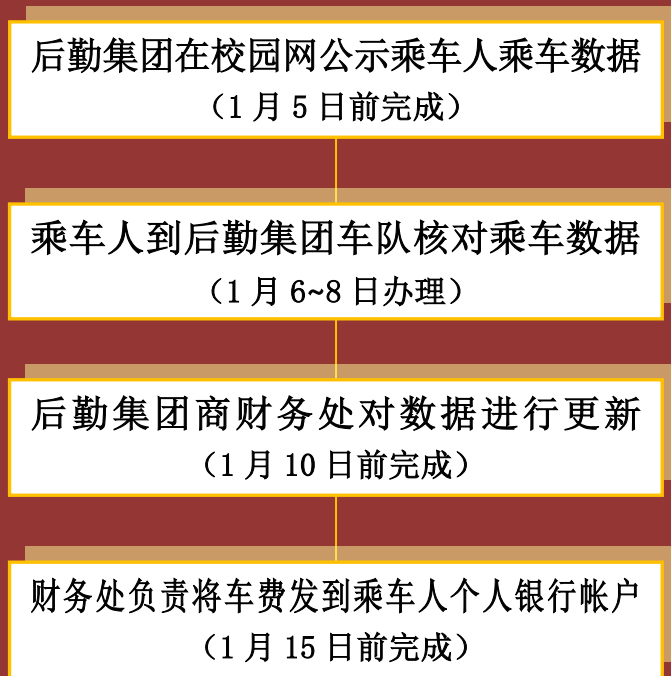 后勤集团在校园网公示乘车人乘车数据
（1月5日前完成）
乘车人到后勤集团车队核对乘车数据
（1月6~8日办理）
后勤集团商财务处对数据进行更新
（1月10日前完成）
财务处负责将车费发到乘车人个人银行帐户
（1月15日前完成）